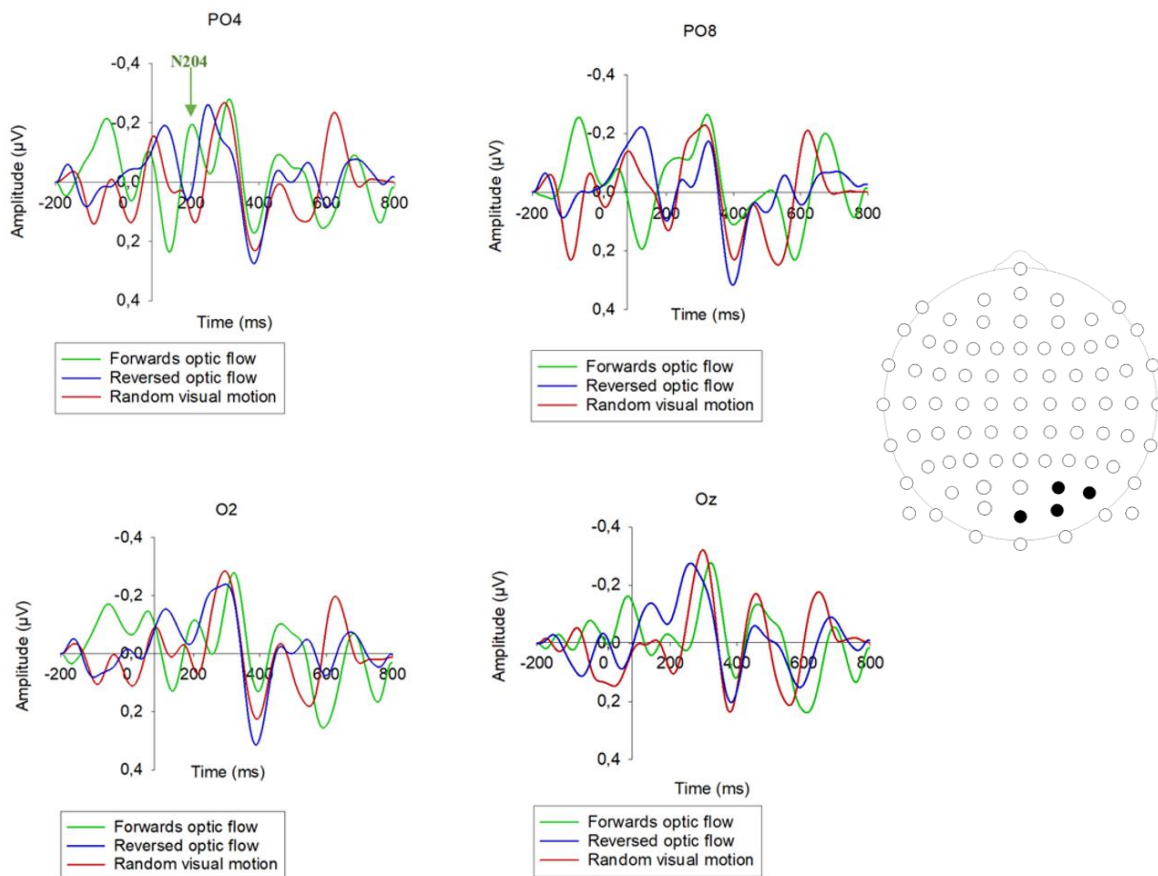 PO4
N204
-0,4
-0,2
0,0
0,2
0,4
-200 0 200 400 600 800
Amplitude (µV)
Time (ms)
Forwards optic flow
Reversed optic flow
Random visual motion
PO8
-0,4
-0,2
0,0
0,2
0,4
-200 0 200 400 600 800
Amplitude (µV)
Time (ms)
Forwards optic flow
Reversed optic flow
Random visual motion
O2
-0,4
-0,2
0,0
0,2
0,4
-200 0 200 400 600 800
Amplitude (µV)
Time (ms)
Forwards optic flow
Reversed optic flow
Random visual motion
Oz
-0,4
-0,2
0,0
0,2
0,4
-200 0 200 400 600 800
Amplitude (µV)
Time (ms)
Forwards optic flow
Reversed optic flow
Random visual motion